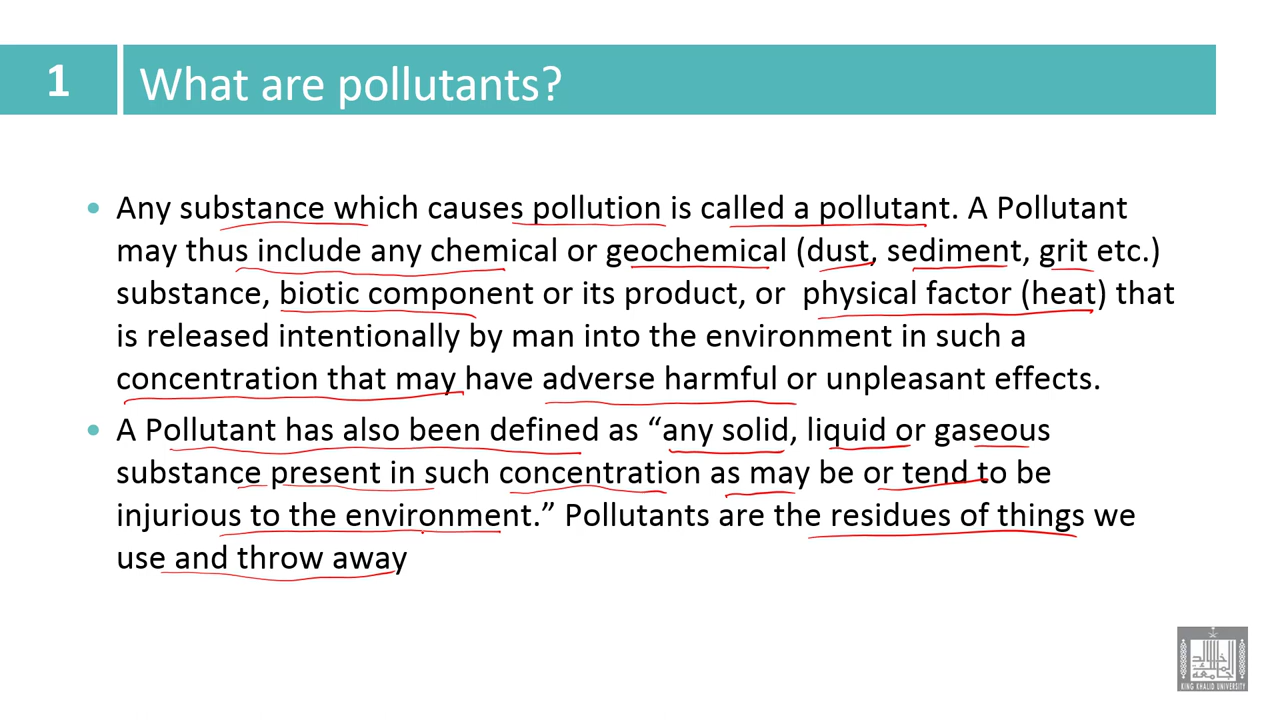 1
What are pollutants?
• Any substance which causes pollution is called a pollutant. A Pollutant
may thus include any chemical or geochemical (dust, sediment, grit etc.)
substance, biotic component or its product, or physical factor (heat) that
is released intentionally by man into the environment in such a
concentration that may have adverse harmful or unpleasant effects.
• A Pollutant has also been defined as “any solid, liquid or gaseous
substance present in such concentration as may be or tend to be
injurious to the environment.” Pollutants are the residues of things we
use and throw away
KING KHALID UNIVERSITY